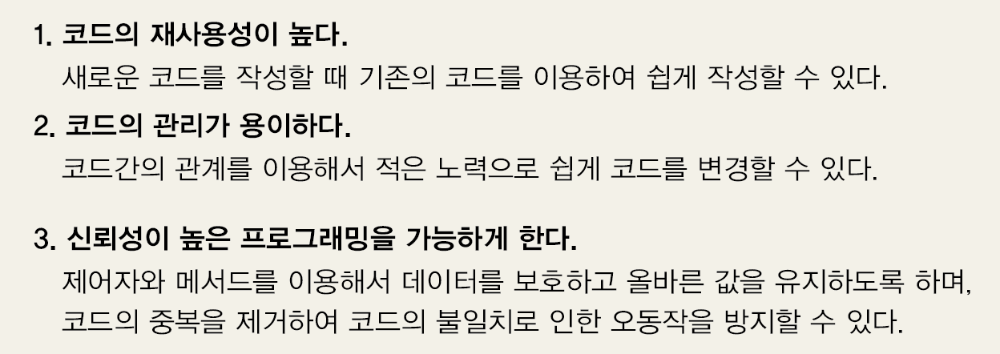 1. 코드의 재사용성이 높다.
새로운 코드를 작성할 때 기존의 코드를 이용하여 쉽게 작성할 수 있다.
2. 코드의 관리가 용이하다.
코드간의 관계를 이용해서 적은 노력으로 쉽게 코드를 변경할 수 있다.
3. 신뢰성이 높은 프로그래밍을 가능하게 한다.
제어자와 메서드를 이용해서 데이터를 보호하고 올바른 값을 유지하도록 하며,
코드의 중복을 제거하여 코드의 불일치로 인한 오동작을 방지할 수 있다.